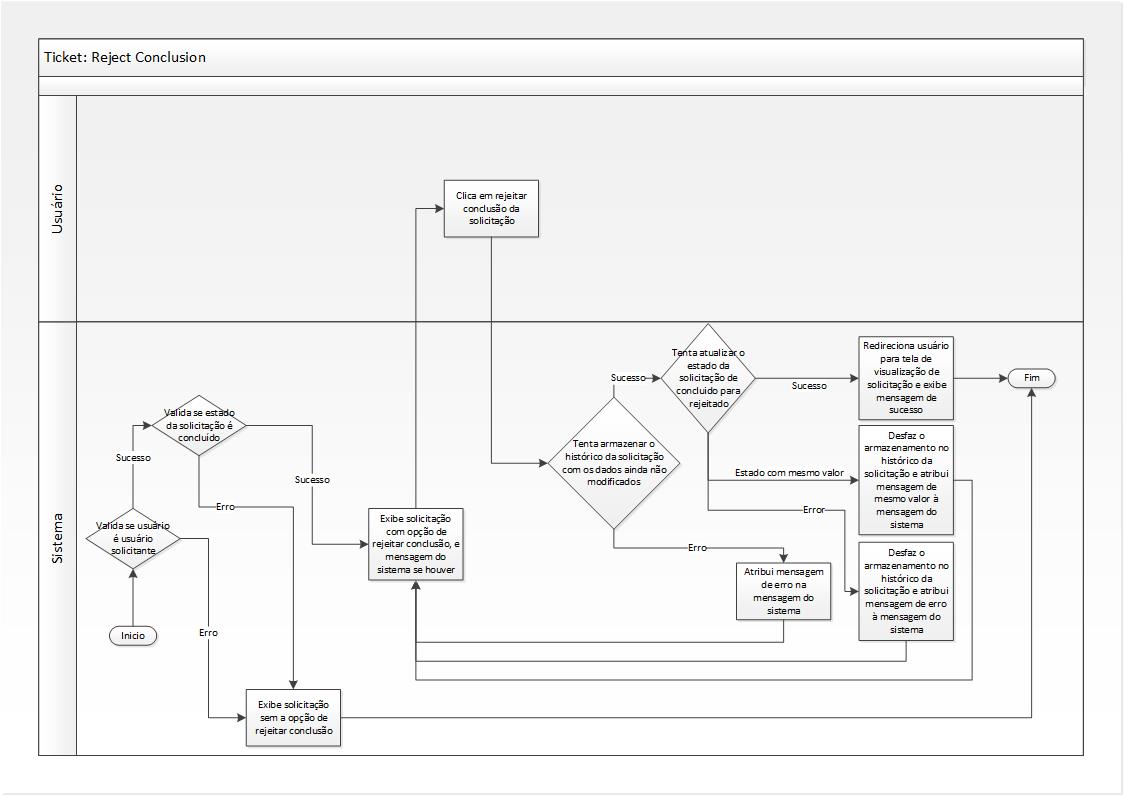 Ticket: Reject Conclusion
Usuário
Clica em rejeitar
conclusão da
solicitação
Sistema
Inicio
Valida se usuário
é usuário
solicitante
Sucesso
Erro
Valida se estado
da solicitação é
concluído
Sucesso
Erro
Exibe solicitação
sem a opção de
rejeitar conclusão
Exibe solicitação
com opção de
rejeitar conclusão, e
mensagem do
sistema se houver
Tenta armazenar o
histórico da solicitação
com os dados ainda não
modificados
Sucesso
Erro
Atribui mensagem
de erro na
mensagem do
sistema
Tenta atualizar o
estado da
solicitação de
concluido para
rejeitado
Sucesso
Estado com mesmo valor
Error
Redireciona usuário
para tela de
visualização de
solicitação e exibe
mensagem de
sucesso
Desfaz o
armazenamento no
histórico da
solicitação e atribui
mensagem de
mesmo valor à
mensagem do
sistema
Desfaz o
armazenamento no
histórico da
solicitação e atribui
mensagem de erro
à mensagem do
sistema
Fim